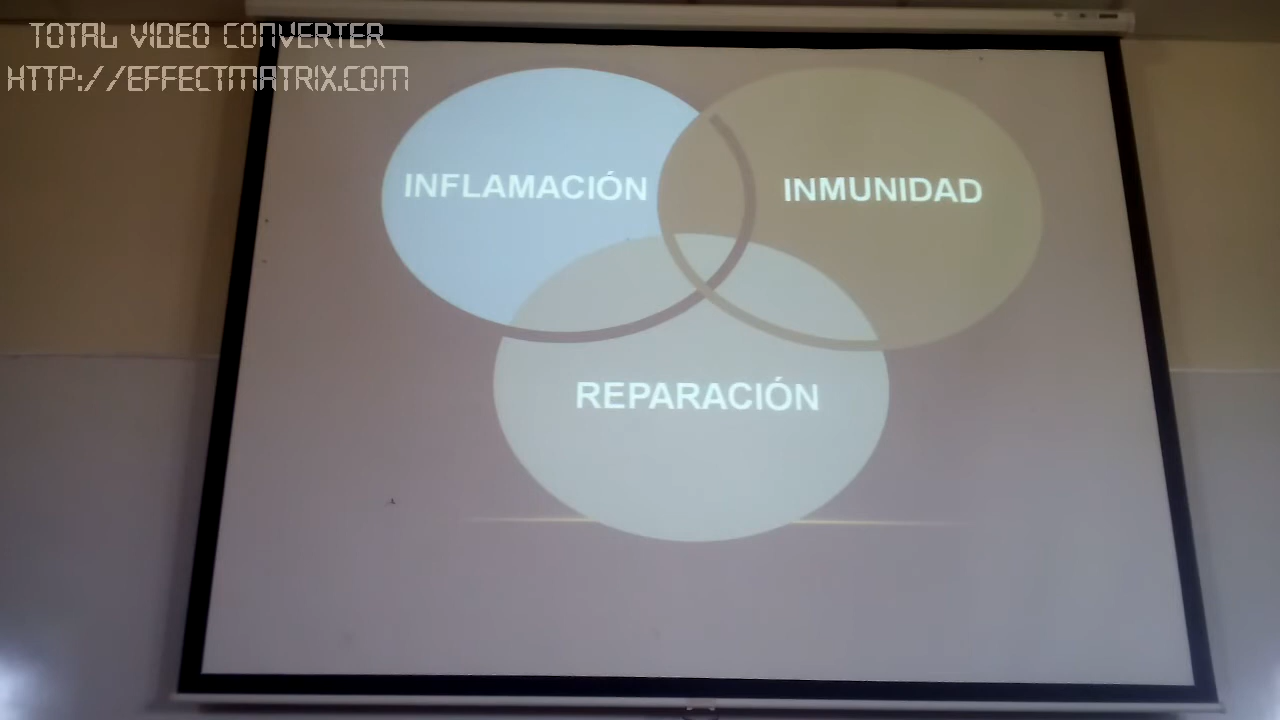 TOTAL VIDEO CONVERTER
HTTP://EFFECTMATRIX.COM
INFLAMACIÓN
INMUNIDAD
REPARACIÓN